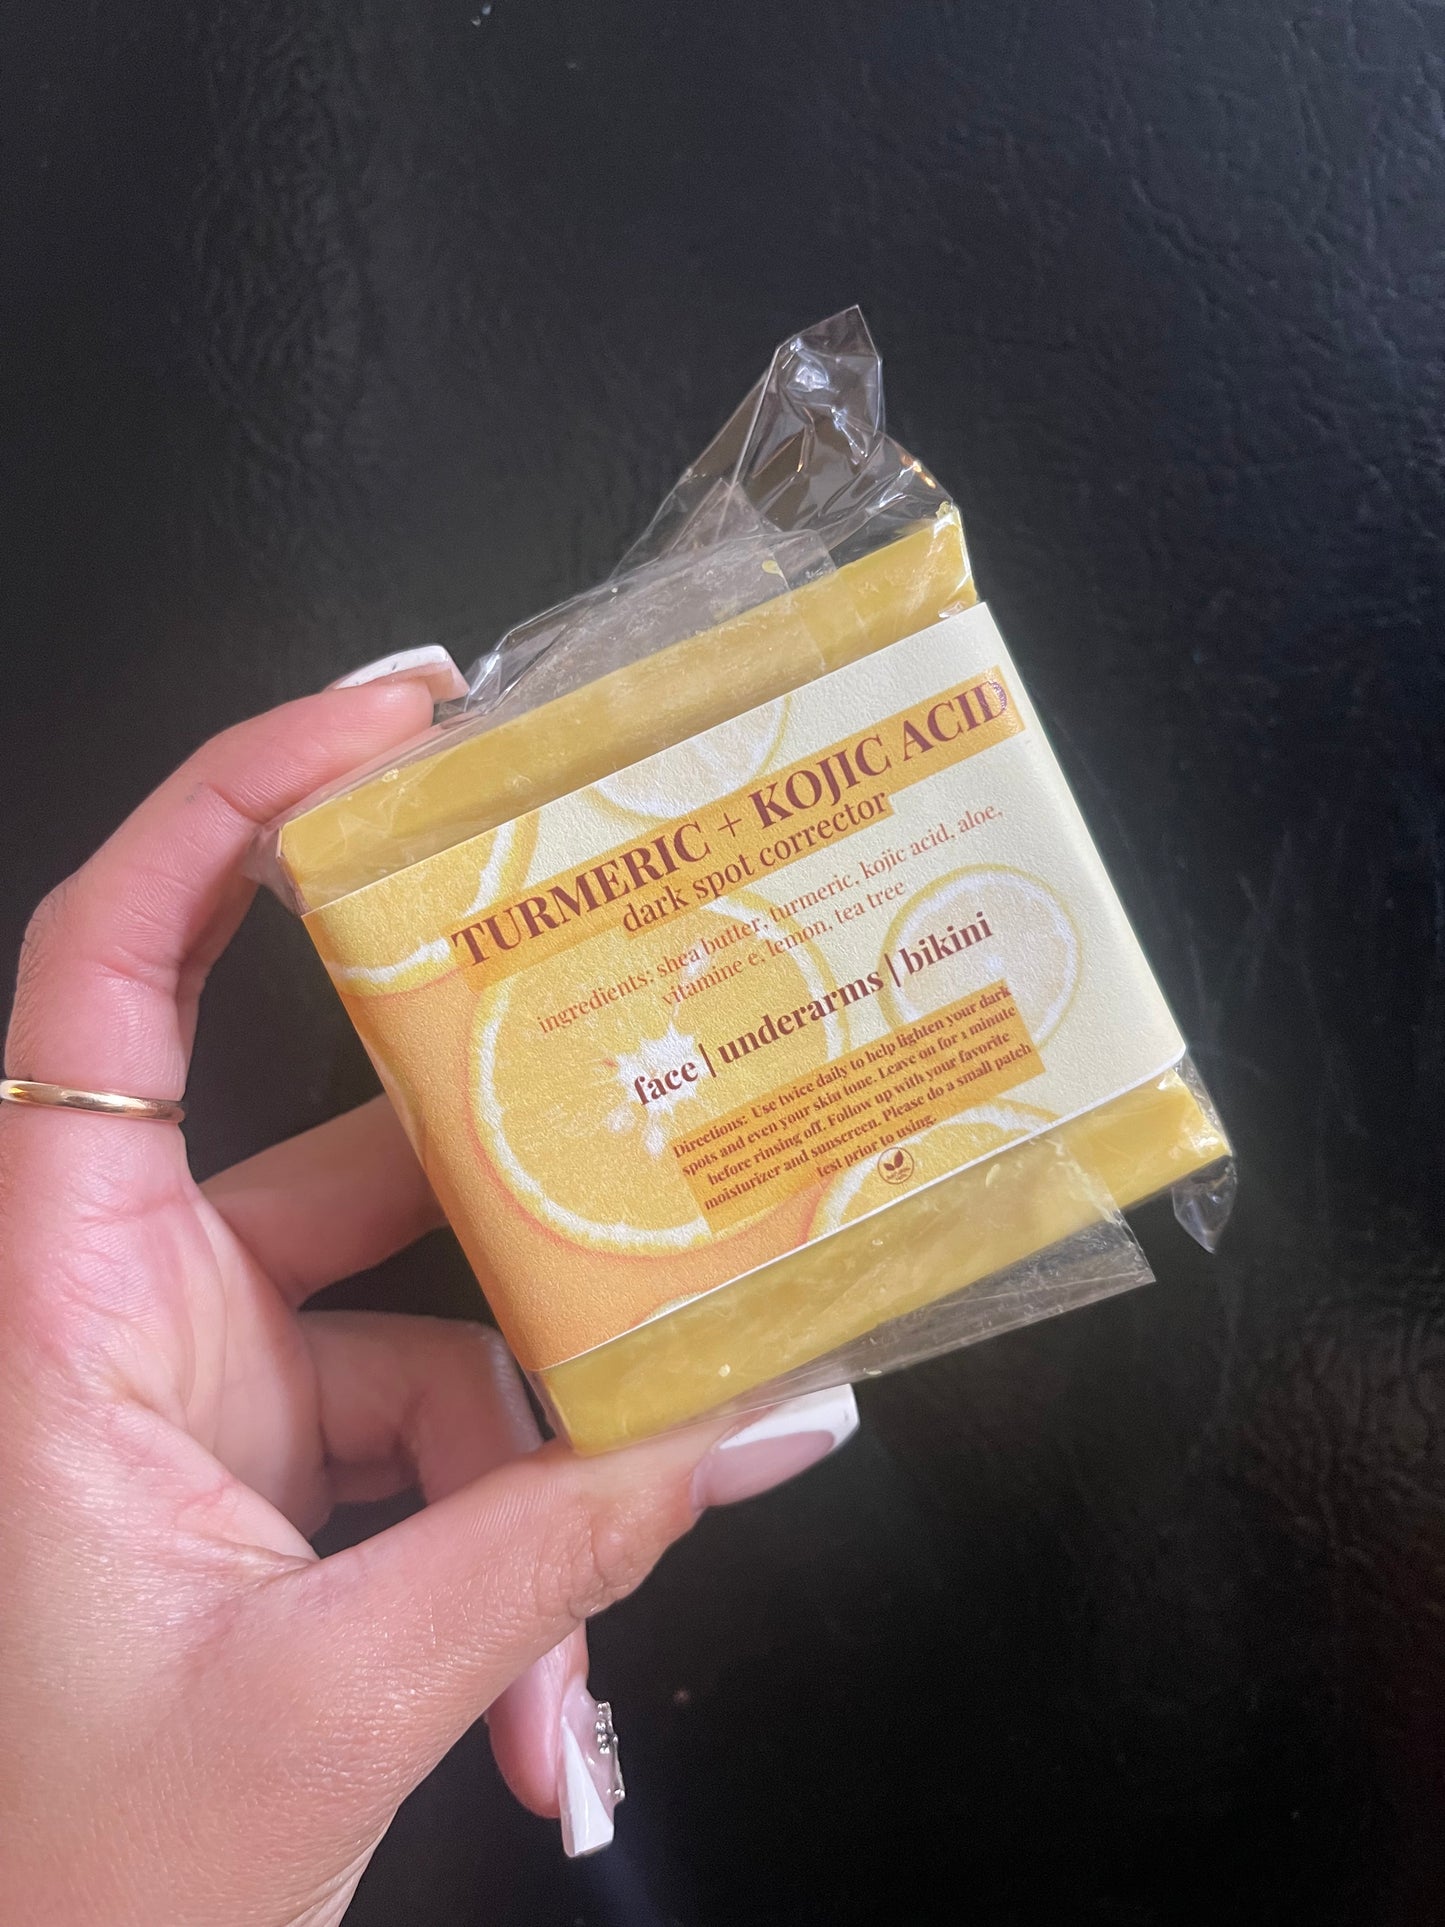 TURMERIC + KOJIC ACID
dark spot corrector
ingredients: shea butter, turmeric, kojic acid, aloe,
vitamine e, lemon, tea tree
face | underarms | bikini
Directions: Use twice daily to help lighten your dark
spots and even your skin tone. Leave on for 1 minute
before rinsing off. Follow up with your favorite
moisturizer and sunscreen. Please do a small patch
test prior to using.